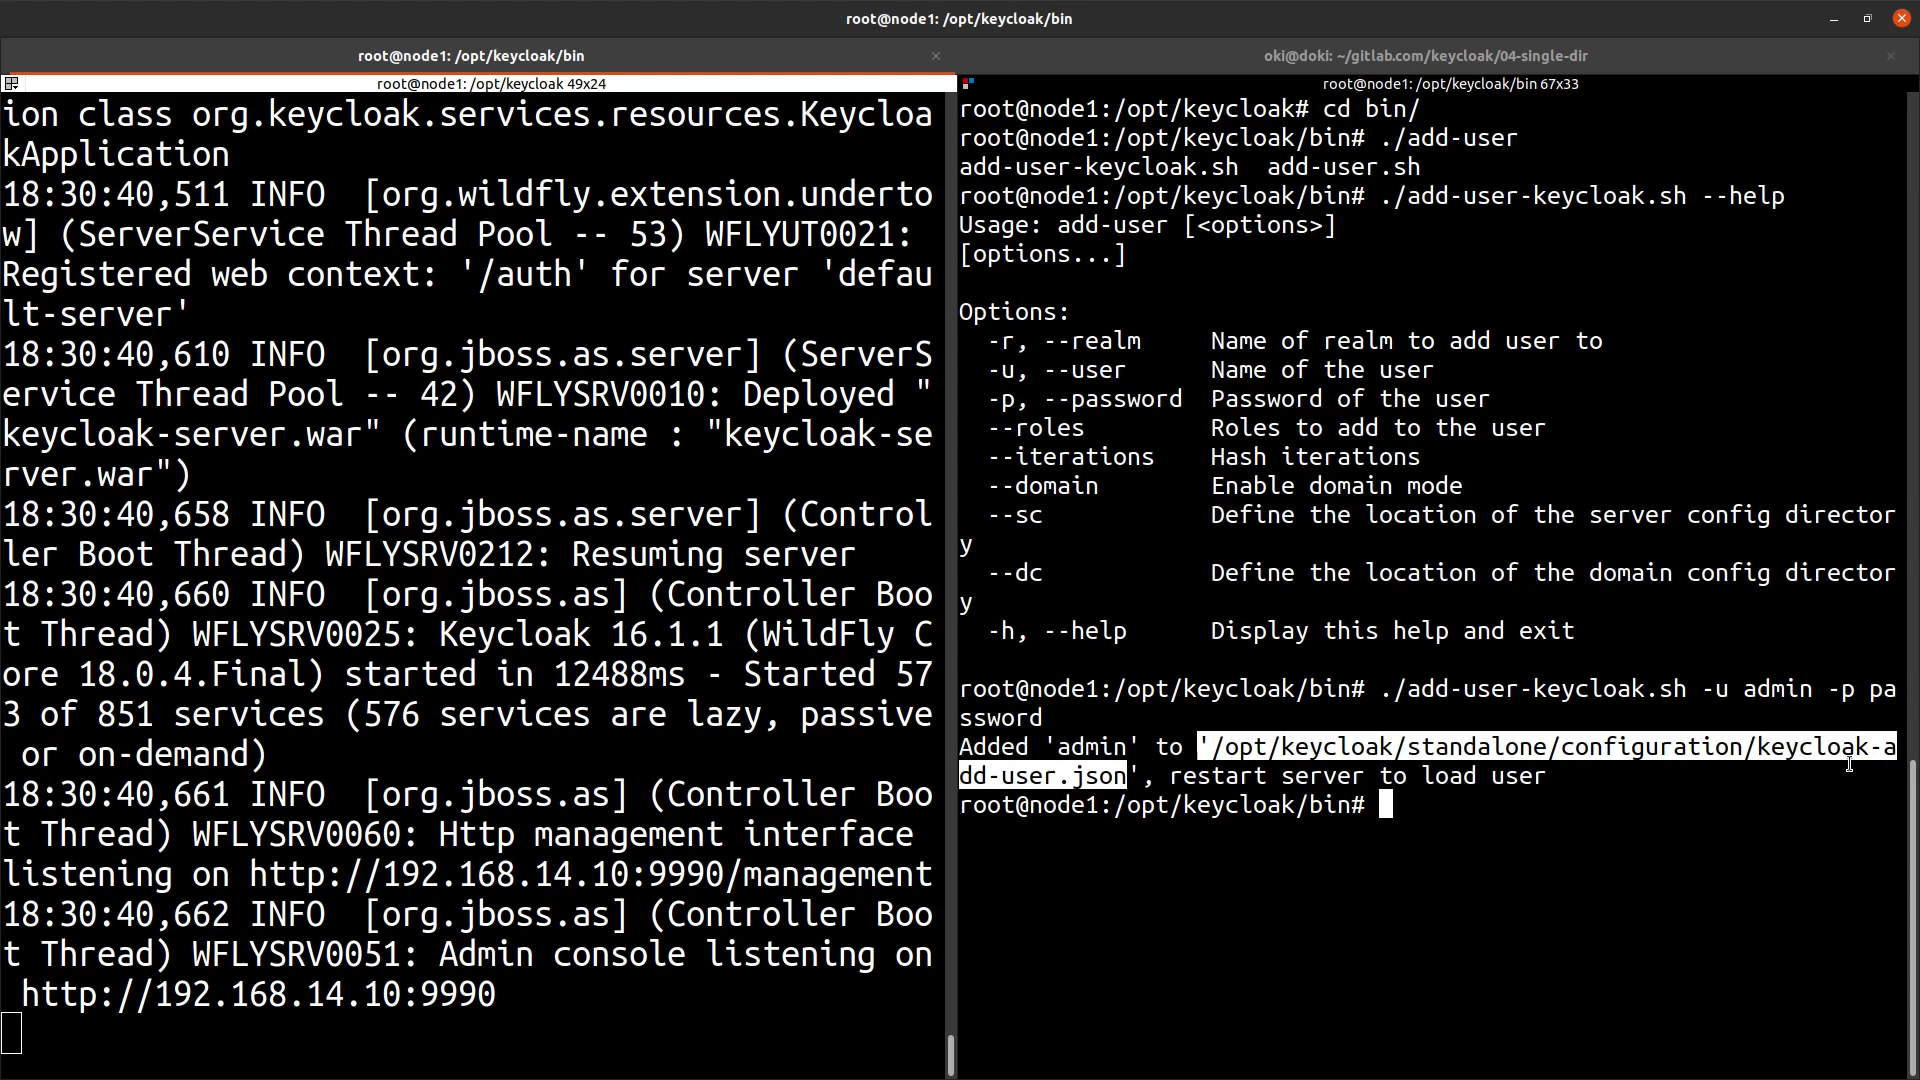 root@node1: /opt/keycloak/bin
root@node1: /opt/keycloak/bin
oki@doki: ~/gitlab.com/keycloak/04-single-dir
root@node1: /opt/keycloak 49x24
ion class org.keycloak.services.resources.Keycloa
kApplication
18:30:40,511 INFO  [org.wildfly.extension.underto
w] (ServerService Thread Pool -- 53) WFLYUT0021:
Registered web context: '/auth' for server 'defau
lt-server'
18:30:40,610 INFO  [org.jboss.as.server] (ServerS
ervice Thread Pool -- 42) WFLYSRV0010: Deployed "
keycloak-server.war" (runtime-name : "keycloak-se
rver.war")
18:30:40,658 INFO  [org.jboss.as.server] (Control
ler Boot Thread) WFLYSRV0212: Resuming server
18:30:40,660 INFO  [org.jboss.as] (Controller Boo
t Thread) WFLYSRV0025: Keycloak 16.1.1 (WildFly C
ore 18.0.4.Final) started in 12488ms - Started 57
3 of 851 services (576 services are lazy, passive
 or on-demand)
18:30:40,661 INFO  [org.jboss.as] (Controller Boo
t Thread) WFLYSRV0060: Http management interface
listening on http://192.168.14.10:9990/management
18:30:40,662 INFO  [org.jboss.as] (Controller Boo
t Thread) WFLYSRV0051: Admin console listening on
 http://192.168.14.10:9990
root@node1: /opt/keycloak/bin 67x33
root@node1:/opt/keycloak# cd bin/
root@node1:/opt/keycloak/bin# ./add-user
add-user-keycloak.sh  add-user.sh
root@node1:/opt/keycloak/bin# ./add-user-keycloak.sh --help
Usage: add-user [<options>]
[options...]
Options:
  -r, --realm     Name of realm to add user to
  -u, --user      Name of the user
  -p, --password  Password of the user
  --roles         Roles to add to the user
  --iterations    Hash iterations
  --domain        Enable domain mode
  --sc            Define the location of the server config director
y
  --dc            Define the location of the domain config director
y
  -h, --help      Display this help and exit
root@node1:/opt/keycloak/bin# ./add-user-keycloak.sh -u admin -p pa
ssword
Added 'admin' to '/opt/keycloak/standalone/configuration/keycloak-a
dd-user.json', restart server to load user
root@node1:/opt/keycloak/bin#